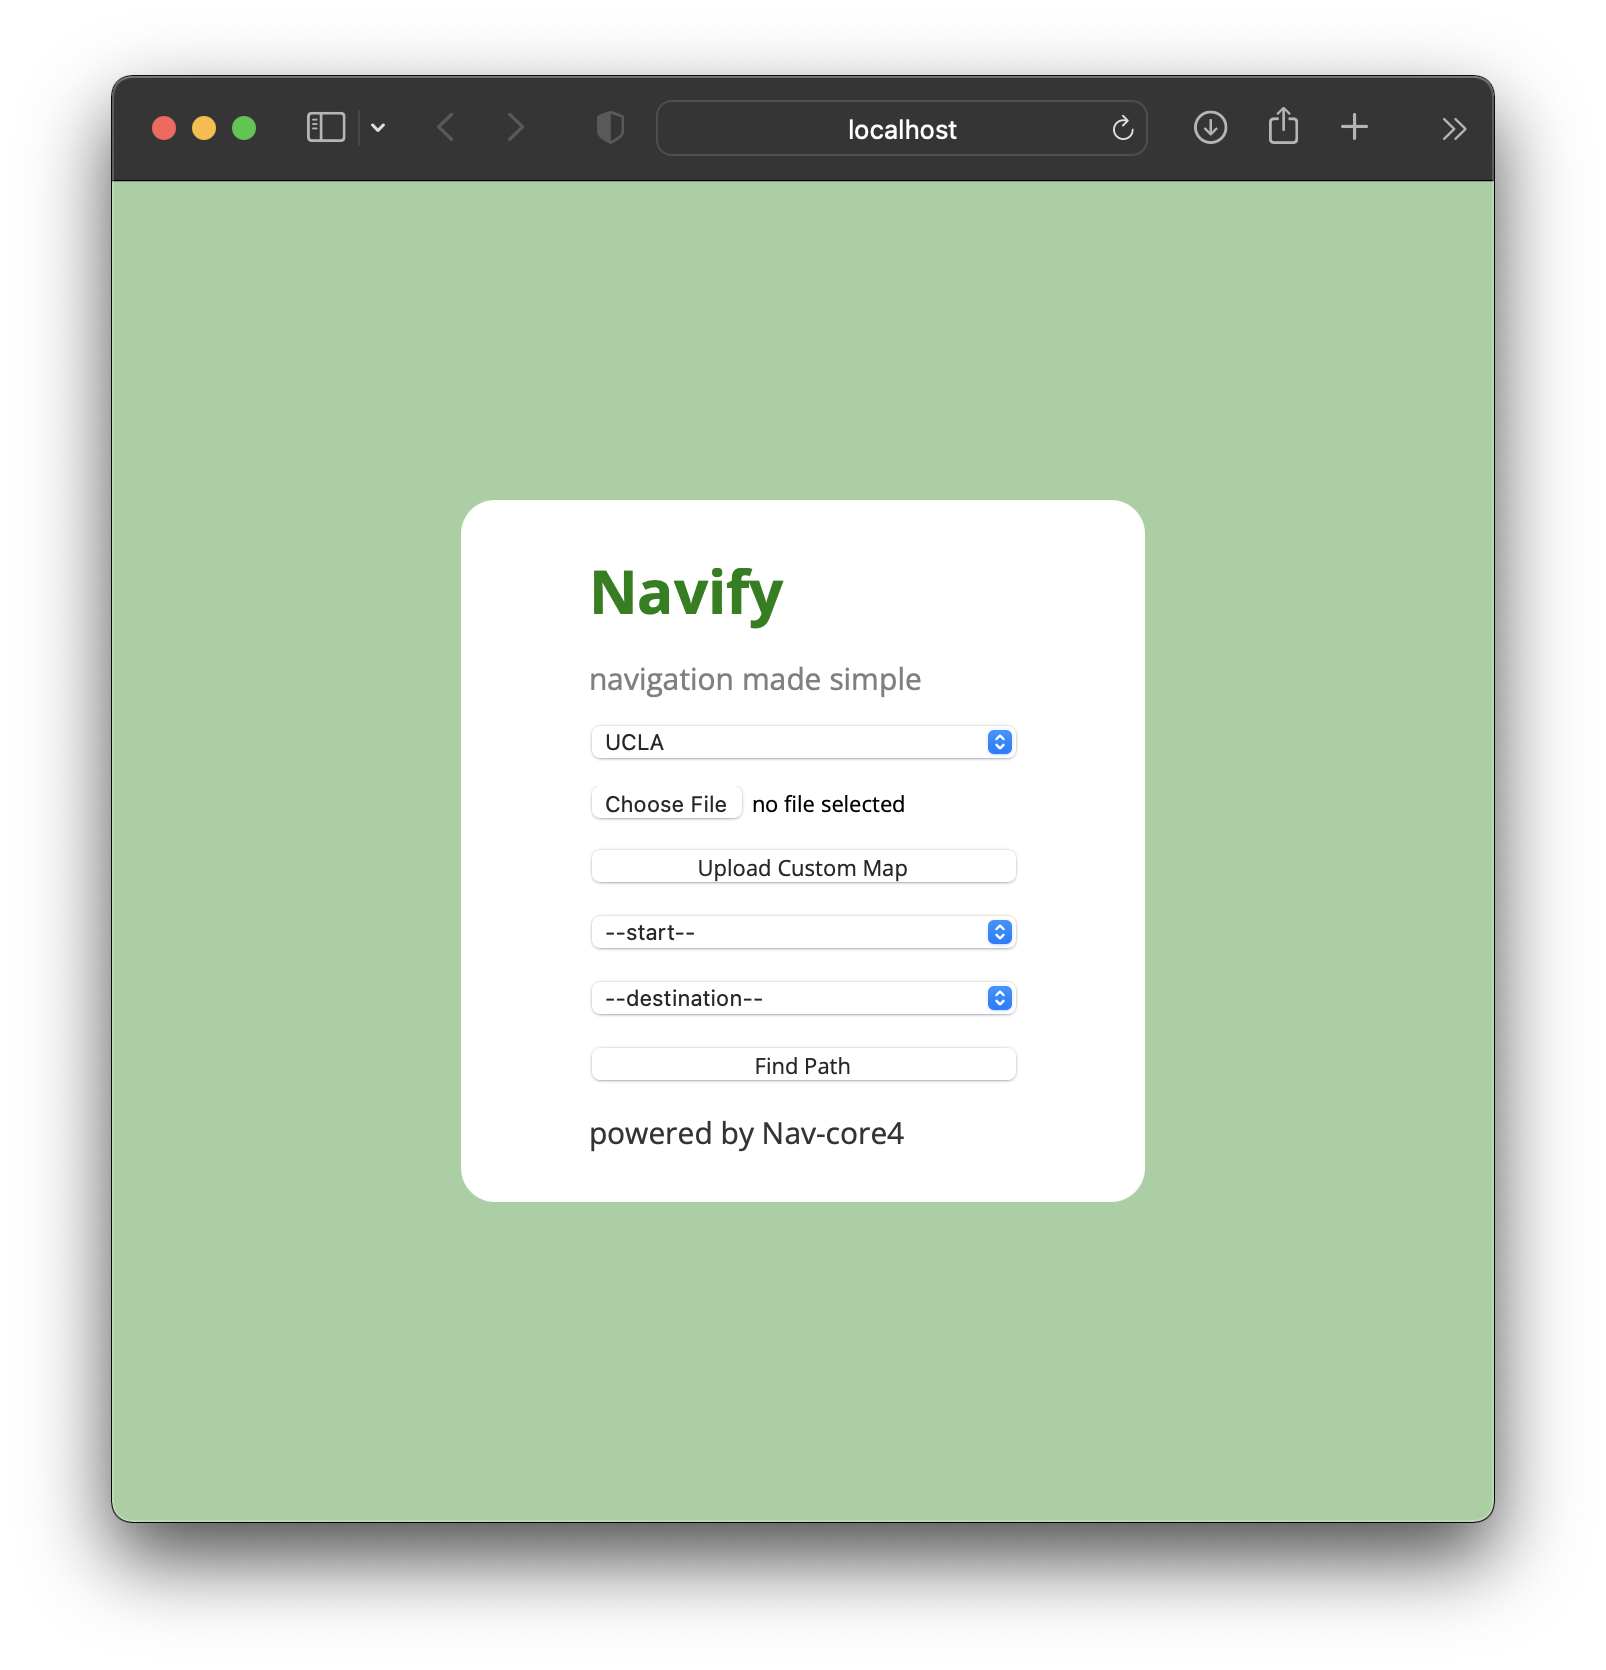 localhost
Navify
navigation made simple
UCLA
Choose File no file selected
Upload Custom Map
--start--
--destination--
Find Path
powered by Nav-core4